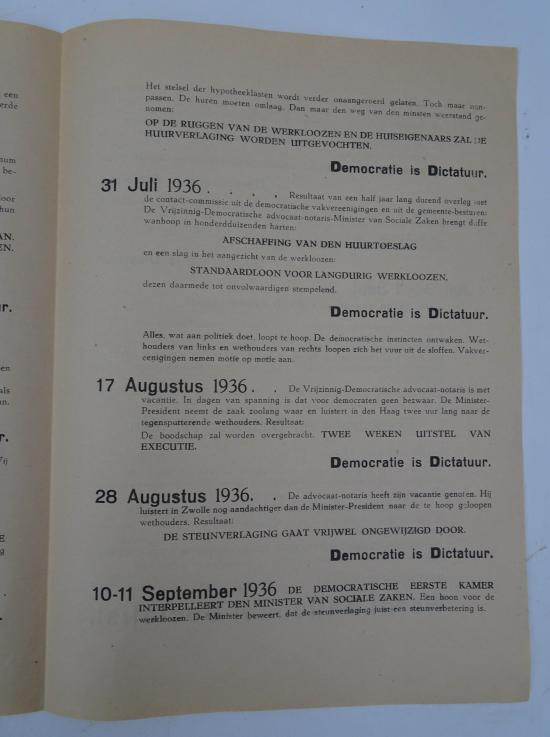 een
erde
num
be-
loor
hun
AN.
EN.
r.
en
als
n.
r.
Vij
E
g
Het stelsel der hypotheeklasten wordt verder onaangeroerd gelaten. Toch maar aan-
passen. De huren moeten omlaag. Dan maar den weg van den minsten weerstand ge-
nomen:
OP DE RUGGEN VAN DE WERKLOOZEN EN DE HUISEIGENAARS ZAL DE
HUURVERLAGING WORDEN UITGEVOCHTEN.
Democratie is Dictatuur.
31 Juli 1936 . . . . Resultaat van een half jaar lang durend overleg met
de contact-commissie uit de democratische vakvereenigingen en uit de gemeente-besturen:
De Vrijzinnig-Democratische advocaat-notaris-Minister van Sociale Zaken brengt doffe
wanhoop in honderdduizenden harten:
AFSCHAFFING VAN DEN HUURTOESLAG
en een slag in het aangezicht van de werkloozen:
STANDAARDLOON VOOR LANGDURIG WERKLOOZEN.
dezen daarmede tot onvolwaardigen stempelend.
Democratie is Dictatuur.
Alles, wat aan politiek doet, loopt te hoop. De democratische instincten ontwaken. Wet-
houders van links en wethouders van rechts loopen zich het vuur uit de sloffen. Vakver-
eenigingen nemen motie op motie aan.
17 Augustus 1936. . De Vrijzinnig-Democratische advocaat-notaris is met
vacantie. In dagen van spanning is dat voor democraten geen bezwaar. De Minister-
President neemt de zaak zoolang waar en luistert in den Haag twee uur lang naar de
tegensputterende wethouders. Resultaat:
De boodschap zal worden overgebracht. TWEE WEKEN UITSTEL VAN
EXECUTIE.
Democratie is Dictatuur.
28 Augustus 1936. . De advocaat-notaris heeft zijn vacantie genoten. Hij
luistert in Zwolle nog aandachtiger dan de Minister-President naar de te hoop geloopen
wethouders. Resultaat:
DE STEUNVERLAGING GAAT VRIJWEL ONGEWIJZIGD DOOR.
Democratie is Dictatuur.
10-11 September 1936 DE DEMOCRATISCHE EERSTE KAMER
INTERPELLEERT DEN MINISTER VAN SOCIALE ZAKEN. Een hoon voor de
werkloozen. De Minister beweert, dat de steunverlaging juist een steunverbetering is.